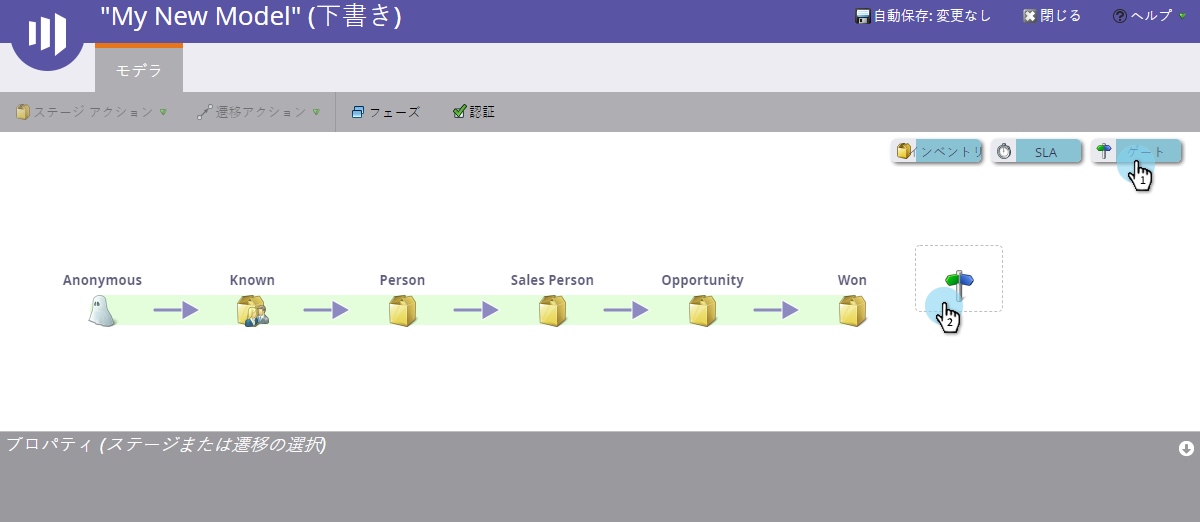 "My New Model" (下書き)
自動保存: 変更なし 閉じる ヘルプ
モデラ
ステージ アクション 遷移アクション フェーズ 認証
インベントリ SLA ゲート
1
Anonymous Known Person Sales Person Opportunity Won
2
プロパティ (ステージまたは遷移の選択)